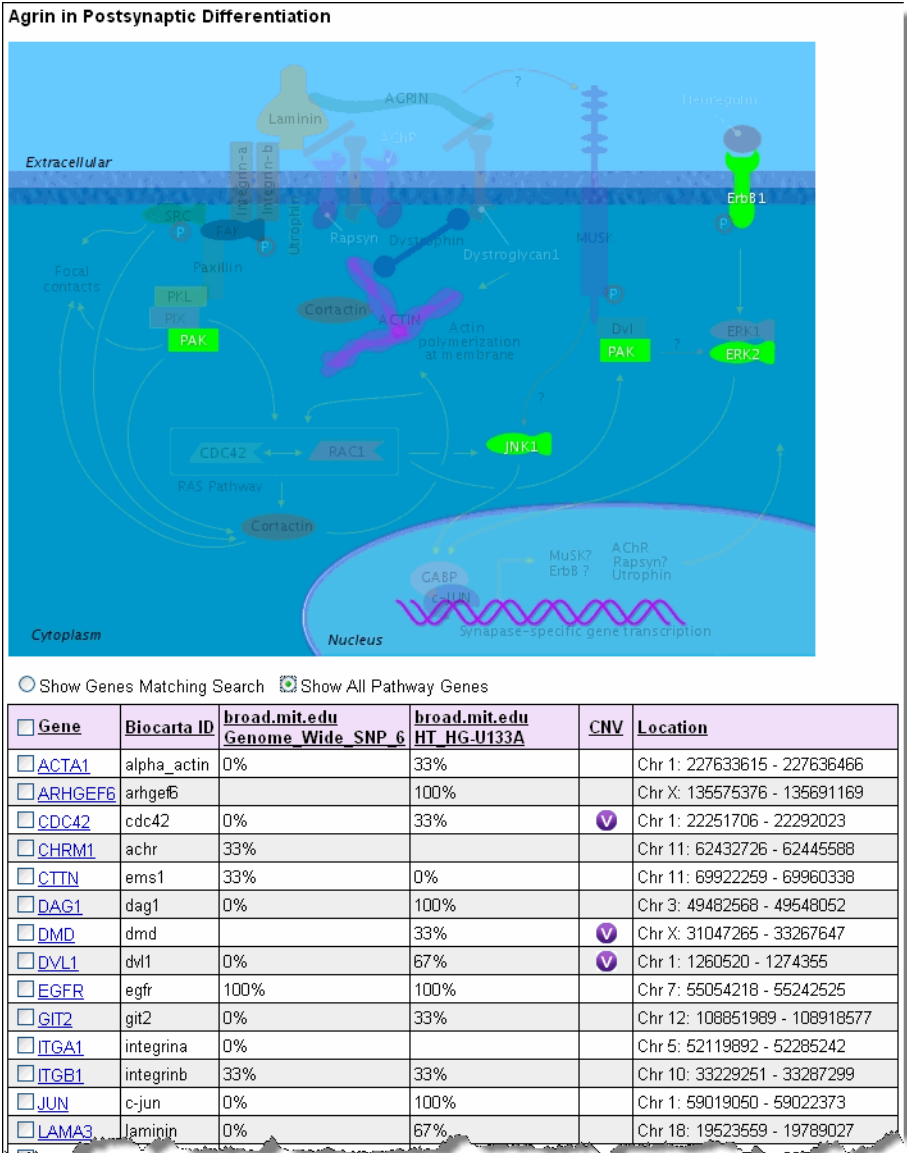 Agrin in Postsynaptic Differentiation
AGRIN
?
Neuregulin
Laminin
AChR
Extracellular
Integrin-a
Integrin-b
ErbB1
SRC
P
FAK
P
Utrophin
Rapsyn
Dystrophin
MUSK
P
Dystroglycan1
Paxillin
Focal
contacts
PKL
PIX
PAK
Cortactin
ACTIN
Actin
polymerization
at membrane
P
Dvl
PAK
?
ERK1
ERK2
?
CDC42
RAC1
JNK1
RAS Pathway
Cortactin
GABP
c-JUN
MuSK?
ErbB ?
AChR
Rapsyn?
Utrophin
Synapase-specific gene transcription
Cytoplasm
Nucleus
Show Genes Matching Search Show All Pathway Genes
Gene Biocarta ID broad.mit.edu Genome_Wide_SNP_6 broad.mit.edu HT_HG-U133A CNV Location
ACTA1 alpha_actin 0% 33% Chr 1: 227633615 - 227636466
ARHGEF6 arhgef6 100% Chr X: 135575376 - 135691169
CDC42 cdc42 0% 33% V Chr 1: 22251706 - 22292023
CHRM1 achr 33% Chr 11: 62432726 - 62445588
CTTN ems1 33% 0% Chr 11: 69922259 - 69960338
DAG1 dag1 0% 100% Chr 3: 49482568 - 49548052
DMD dmd 33% V Chr X: 31047265 - 33267647
DVL1 dvl1 0% 67% V Chr 1: 1260520 - 1274355
EGFR egfr 100% 100% Chr 7: 55054218 - 55242525
GIT2 git2 0% 33% Chr 12: 108851989 - 108918577
ITGA1 integrina 0% Chr 5: 52119892 - 52285242
ITGB1 integrinb 33% 33% Chr 10: 33229251 - 33287299
JUN c-jun 0% 100% Chr 1: 59019050 - 59022373
LAMA3 laminin 0% 67% Chr 18: 19523559 - 19789027